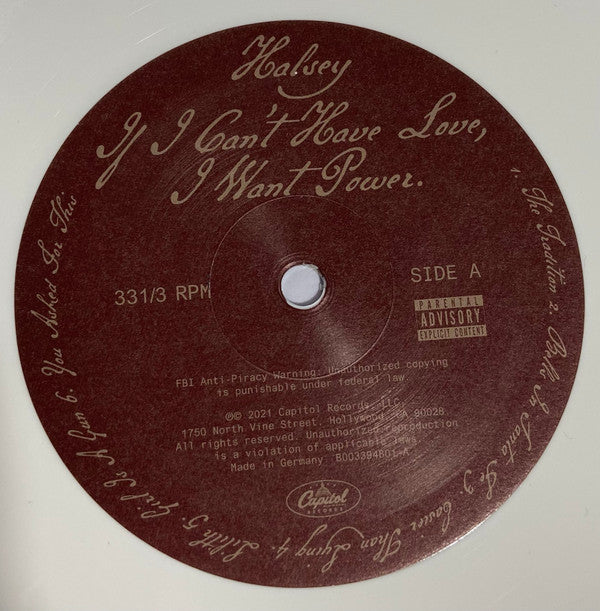 Halsey
If I Can't Have Love,
I Want Power.
331/3 RPM
SIDE A
PARENTAL
ADVISORY
EXPLICIT CONTENT
FBI Anti-Piracy Warning: Unauthorized copying
is punishable under federal law
℗© 2021 Capitol Records, LLC.
1750 North Vine Street, Hollywood, CA 90028
All rights reserved. Unauthorized reproduction
is a violation of applicable laws.
Made in Germany. B003394801-A
Capitol
RECORDS
1. The Tradition 2. Bells In Santa Fe 3. Easier Than Lying 4. Lilith 5. Girl Is A Gun 6. You Asked For This